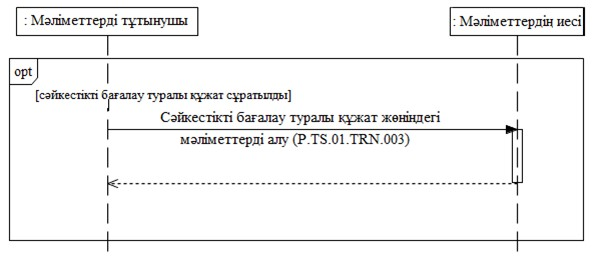 : Мәліметтерді тұтынушы
: Мәліметтердің иесі
opt
[сәйкестікті бағалау туралы құжат сұратылды]
Сәйкестікті бағалау туралы құжат жөніндегі
мәліметтерді алу (P.TS.01.TRN.003)